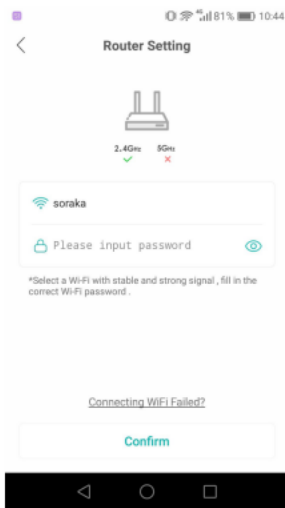 81% 10:44
Router Setting
2.4GHz 5GHz
soraka
Please input password
*Select a Wi-Fi with stable and strong signal , fill in the
correct Wi-Fi password .
Connecting WiFi Failed?
Confirm